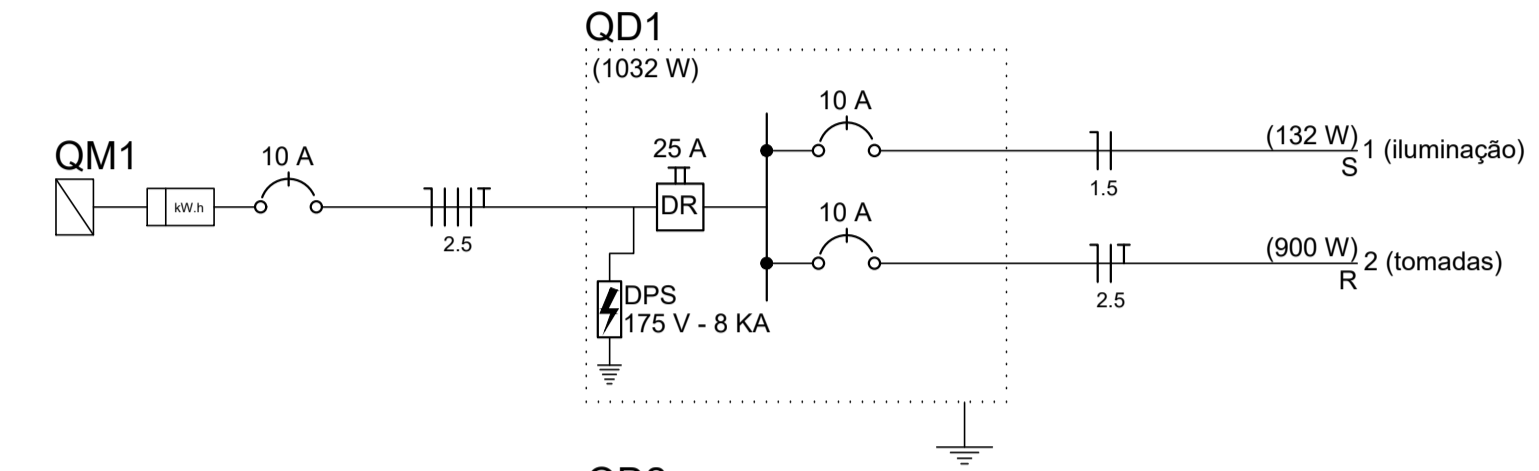 QD1
(1032 W)
QM1
kW.h
10 A
2.5
25 A
DR
DPS
175 V - 8 KA
10 A
1.5
(132 W)
S
1 (iluminação)
10 A
2.5
(900 W)
R
2 (tomadas)